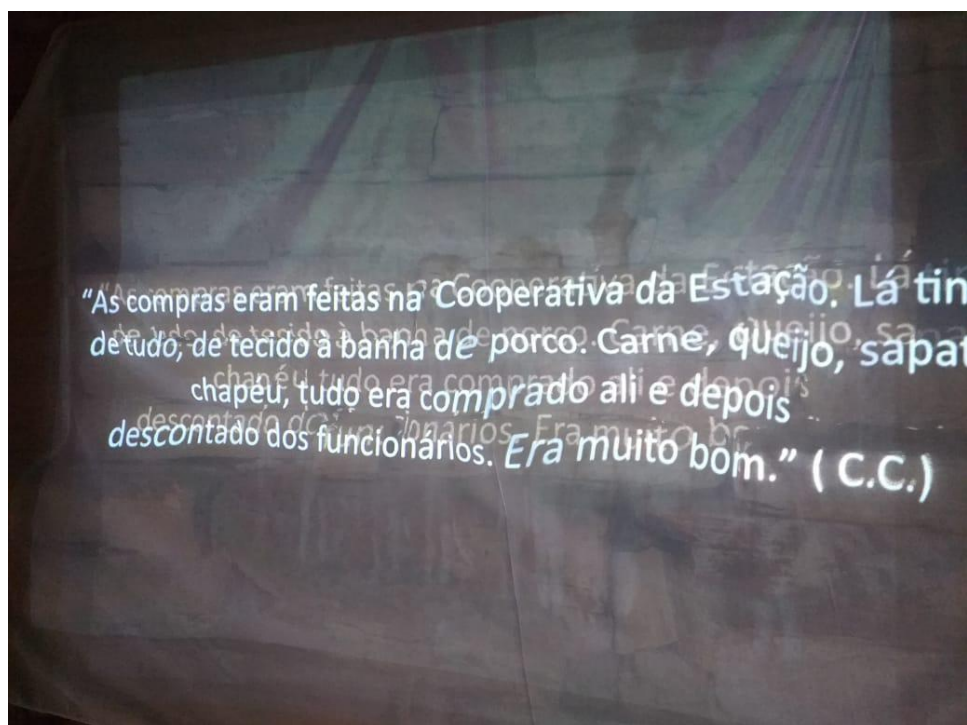 “As compras eram feitas na Cooperativa da Estação. Lá tin
de tudo, de tecido à banha de porco. Carne, queijo, sapat
chapéu, tudo era comprado ali e depois
descontado dos funcionários. Era muito bom.” ( C.C.)